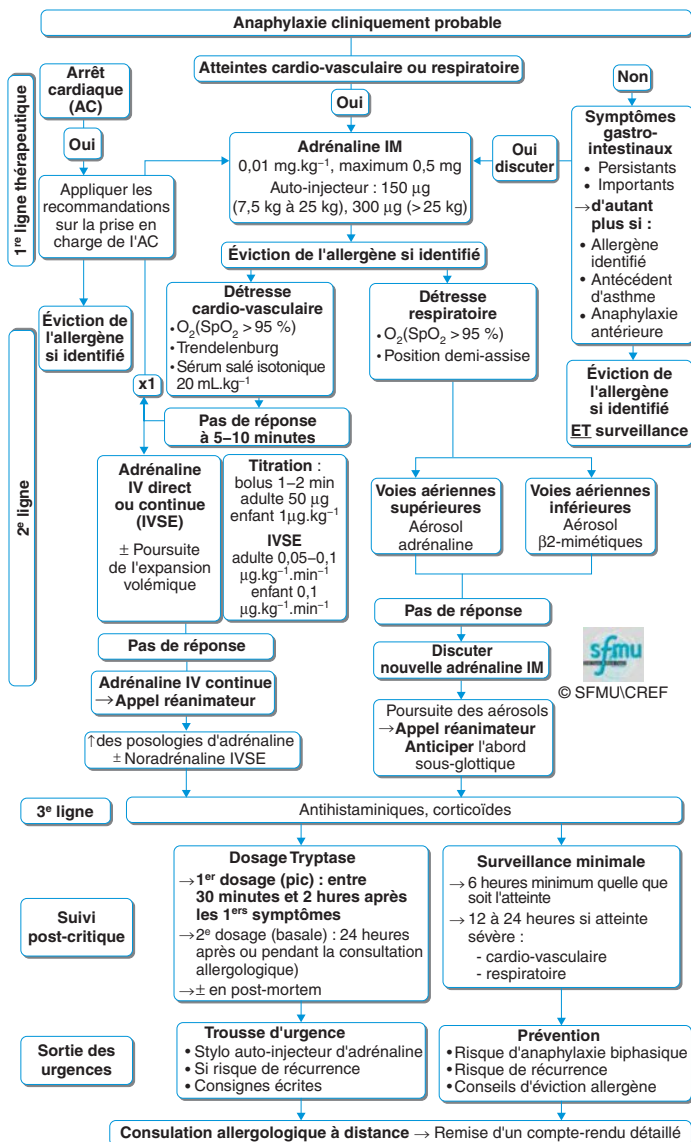 Anaphylaxie cliniquement probable
Atteintes cardio-vasculaire ou respiratoire
Non
Oui
1re ligne thérapeutique
Arrêt
cardiaque
(AC)
Oui
Appliquer les
recommandations
sur la prise en
charge de l'AC
Éviction de
l'allergène
si identifié
Adrénaline IM
0,01 mg.kg⁻¹, maximum 0,5 mg
Auto-injecteur : 150 µg
(7,5 kg à 25 kg), 300 µg (> 25 kg)
Oui
discuter
Symptômes
gastro-
intestinaux
• Persistants
• Importants
→ d'autant
plus si :
• Allergène
identifié
• Antécédent
d'asthme
• Anaphylaxie
antérieure
Éviction de
l'allergène
si identifié
ET surveillance
Éviction de l'allergène si identifié
2e ligne
Détresse
cardio-vasculaire
• O₂(SpO₂ > 95 %)
• Trendelenburg
• Sérum salé isotonique
20 mL.kg⁻¹
Détresse
respiratoire
• O₂(SpO₂ > 95 %)
• Position demi-assise
x1
Pas de réponse
à 5–10 minutes
Adrénaline
IV direct
ou continue
(IVSE)
± Poursuite
de l'expansion
volémique
Titration :
bolus 1–2 min
adulte 50 µg
enfant 1µg.kg⁻¹
IVSE
adulte 0,05–0,1
µg.kg⁻¹.min⁻¹
enfant 0,1
µg.kg⁻¹.min⁻¹
Voies aériennes
supérieures
Aérosol
adrénaline
Voies aériennes
inférieures
Aérosol
β2-mimétiques
Pas de réponse
Pas de réponse
Adrénaline IV continue
→ Appel réanimateur
↑des posologies d'adrénaline
± Noradrénaline IVSE
Discuter
nouvelle adrénaline IM
Poursuite des aérosols
→ Appel réanimateur
Anticiper l'abord
sous-glottique
sfmu
© SFMU\CREF
3e ligne
Antihistaminiques, corticoïdes
Suivi
post-critique
Dosage Tryptase
→ 1er dosage (pic) : entre
30 minutes et 2 hures après
les 1ers symptômes
→ 2e dosage (basale) : 24 heures
après ou pendant la consultation
allergologique)
→ ± en post-mortem
Surveillance minimale
→ 6 heures minimum quelle que
soit l'atteinte
→ 12 à 24 heures si atteinte
sévère :
- cardio-vasculaire
- respiratoire
Sortie des
urgences
Trousse d'urgence
• Stylo auto-injecteur d'adrénaline
• Si risque de récurrence
• Consignes écrites
Prévention
• Risque d'anaphylaxie biphasique
• Risque de récurrence
• Conseils d'éviction allergène
Consulation allergologique à distance → Remise d'un compte-rendu détaillé